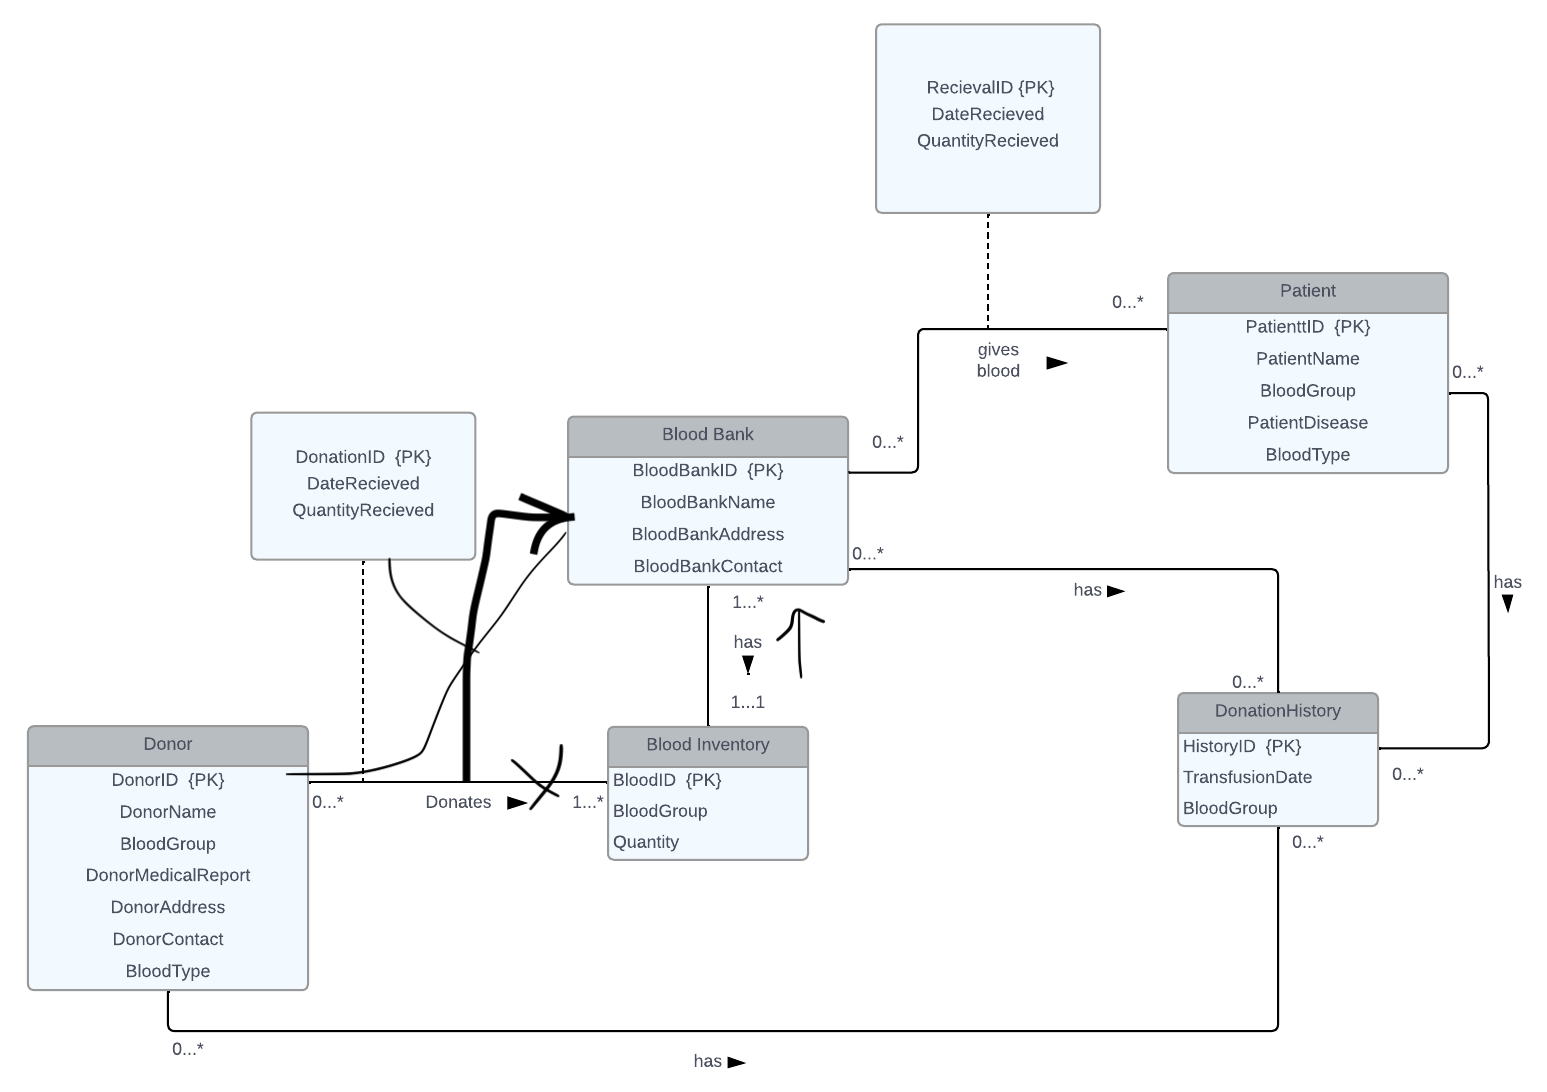 RecievalID {PK}
DateRecieved
QuantityRecieved
Patient
PatienttID {PK}
PatientName
BloodGroup
PatientDisease
BloodType
0...*
gives
blood
0...*
0...*
DonationID {PK}
DateRecieved
QuantityRecieved
Blood Bank
BloodBankID {PK}
BloodBankName
BloodBankAddress
BloodBankContact
0...*
has
has
1...*
has
1...1
0...*
Donor
DonorID {PK}
DonorName
BloodGroup
DonorMedicalReport
DonorAddress
DonorContact
BloodType
0...*
Donates
1...*
Blood Inventory
BloodID {PK}
BloodGroup
Quantity
DonationHistory
HistoryID {PK}
TransfusionDate
BloodGroup
0...*
0...*
0...*
has